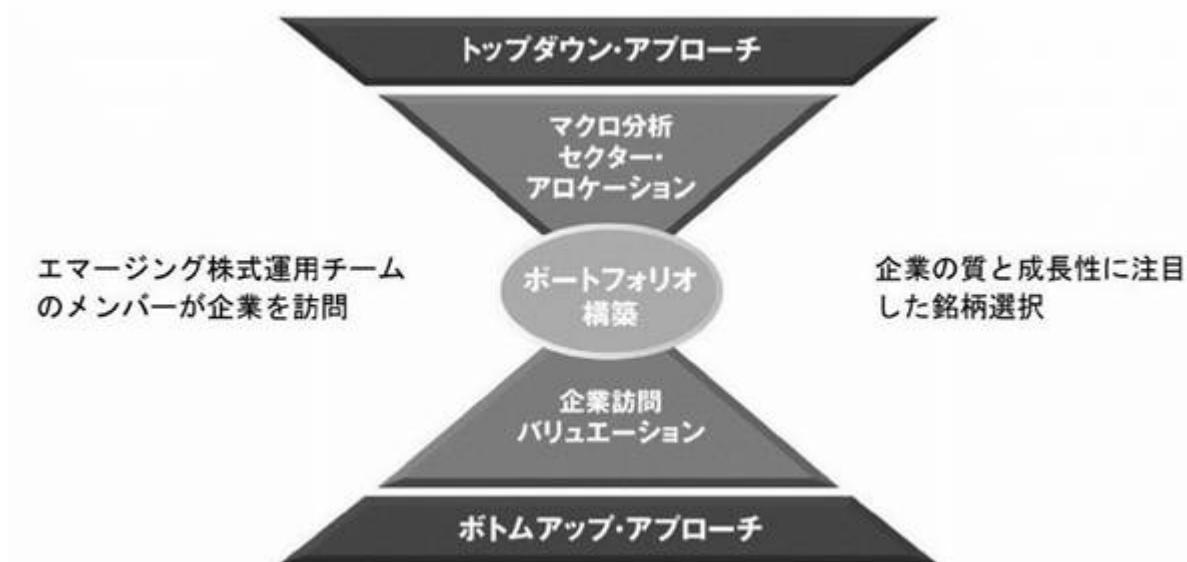 トップダウン・アプローチ
マクロ分析
セクター・
アロケーション
エマージング株式運用チーム
のメンバーが企業を訪問
ポートフォリオ
構築
企業の質と成長性に注目
した銘柄選択
企業訪問
バリュエーション
ボトムアップ・アプローチ